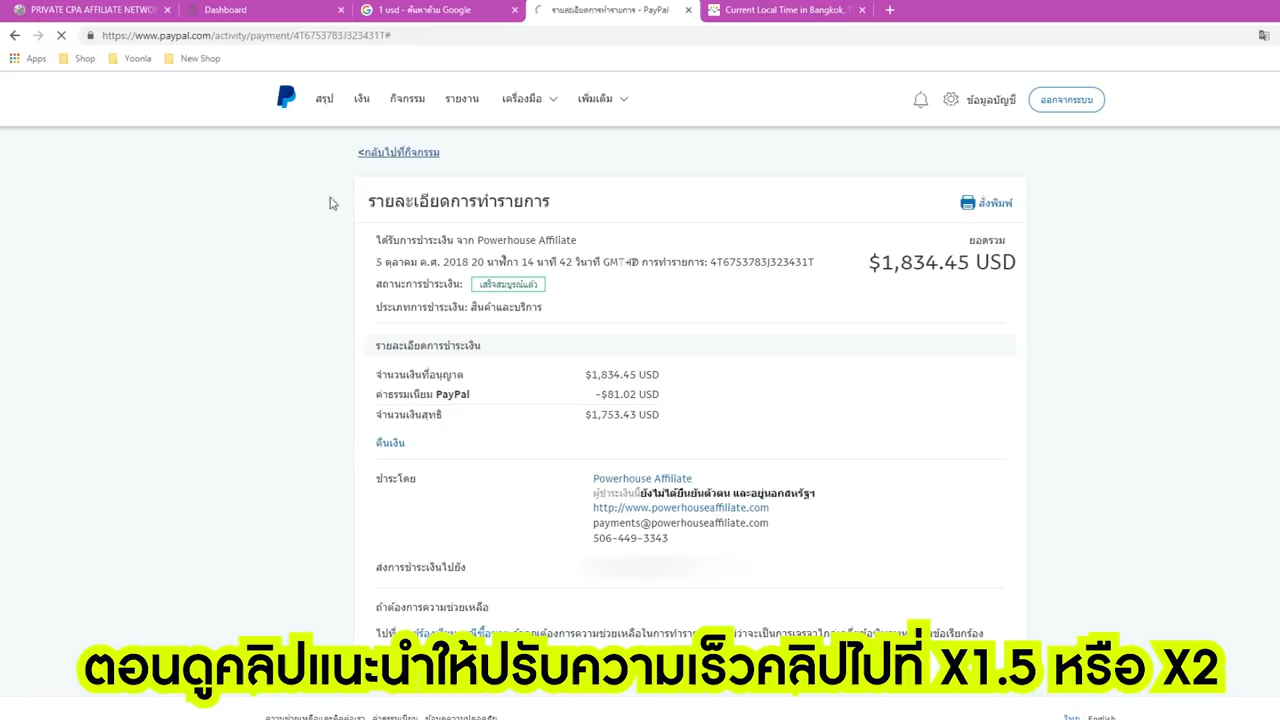 PRIVATE CPA AFFILIATE NETWOR
Dashboard
1 usd - ค้นหาด้วย Google
รายละเอียดการทำรายการ - PayPal
Current Local Time in Bangkok, T
https://www.paypal.com/activity/payment/4T6753783J323431T#
Apps
Shop
Yoonla
New Shop
สรุป
เงิน
กิจกรรม
รายงาน
เครื่องมือ
เพิ่มเติม
ข้อมูลบัญชี
ออกจากระบบ
<กลับไปที่กิจกรรม
รายละเอียดการทำรายการ
สั่งพิมพ์
ได้รับการชำระเงิน จาก Powerhouse Affiliate
ยอดรวม
5 ตุลาคม ค.ศ. 2018 20 นาฬิกา 14 นาที 42 วินาที การทำรายการ: 4T6753783J323431T
$1,834.45 USD
สถานะการชำระเงิน: เสร็จสมบูรณ์แล้ว
ประเภทการชำระเงิน: สินค้าและบริการ
รายละเอียดการชำระเงิน
จำนวนเงินที่อนุญาต $1,834.45 USD
ค่าธรรมเนียม PayPal -$81.02 USD
จำนวนเงินสุทธิ $1,753.43 USD
คืนเงิน
ชำระโดย Powerhouse Affiliate
ผู้ชำระเงินนี้ยังไม่ได้ยืนยันตัวตน และอยู่นอกสหรัฐฯ
http://www.powerhouseaffiliate.com
payments@powerhouseaffiliate.com
506-449-3343
ส่งการชำระเงินไปยัง
ถ้าต้องการความช่วยเหลือ
ไปที่
ตอนดูคลิปแนะนำให้ปรับความเร็วคลิปไปที่ X1.5 หรือ X2
ไทย English